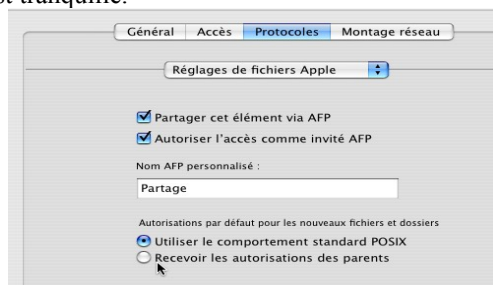 st tranquille.
Général Accès Protocoles Montage réseau
Réglages de fichiers Apple
Partager cet élément via AFP
Autoriser l'accès comme invité AFP
Nom AFP personnalisé :
Partage
Autorisations par défaut pour les nouveaux fichiers et dossiers
Utiliser le comportement standard POSIX
Recevoir les autorisations des parents